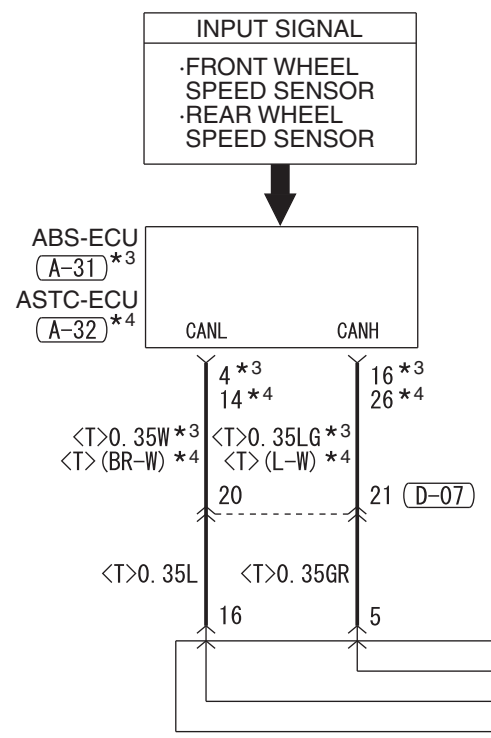 INPUT SIGNAL
·FRONT WHEEL
SPEED SENSOR
·REAR WHEEL
SPEED SENSOR
ABS-ECU
A-31 *3
ASTC-ECU
A-32 *4
CANL CANH
4 *3 16 *3
14 *4 26 *4
<T>0.35W *3 <T>0.35LG *3
<T>(BR-W) *4 <T>(L-W) *4
20 21 D-07
<T>0.35L <T>0.35GR
16 5